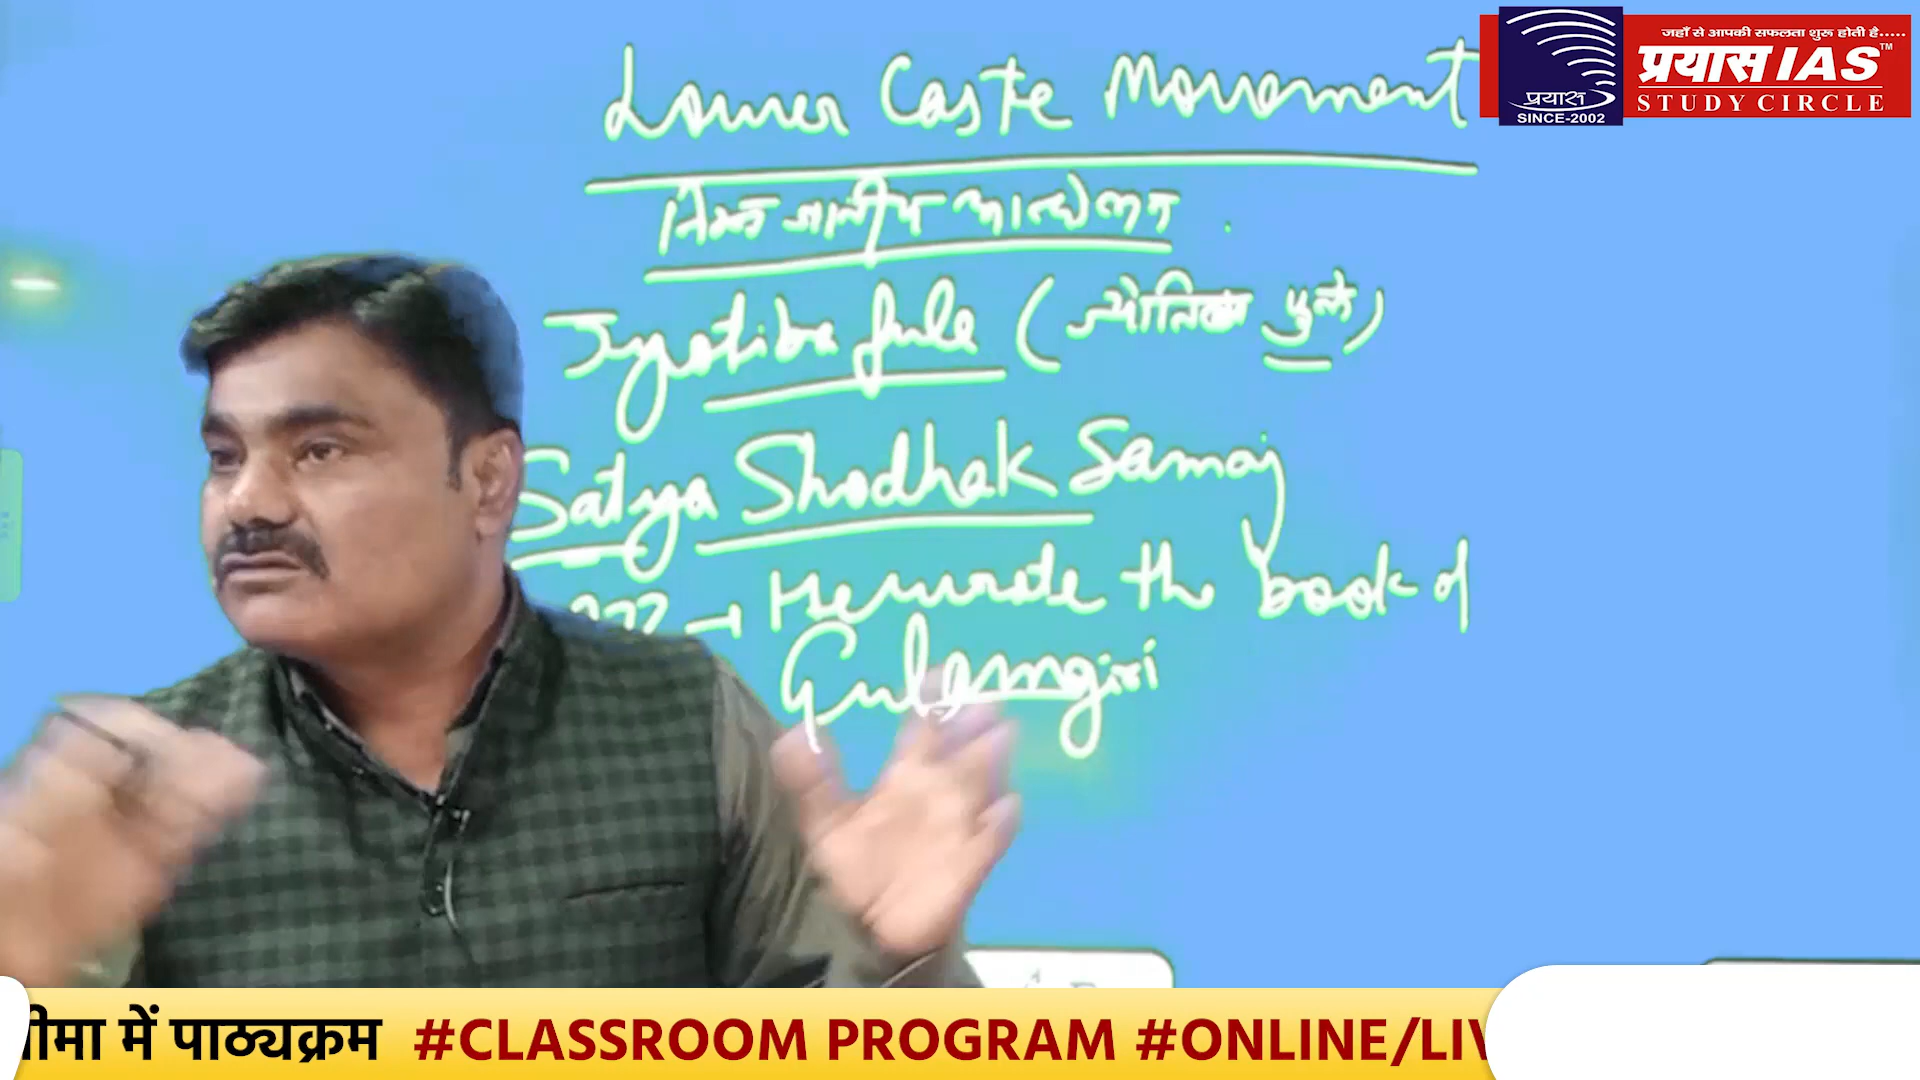 जहाँ से आपकी सफलता शुरू होती है.....
प्रयास IAS™
STUDY CIRCLE
प्रयास
SINCE-2002
Lower Caste Movement
निम्न जातीय आन्दोलन
Jyotiba fule (ज्योतिबा फुले)
Satya Shodhak Samaj
→ He wrote the book of
Gulamgiri
में पाठ्यक्रम #CLASSROOM PROGRAM #ONLINE/LIV